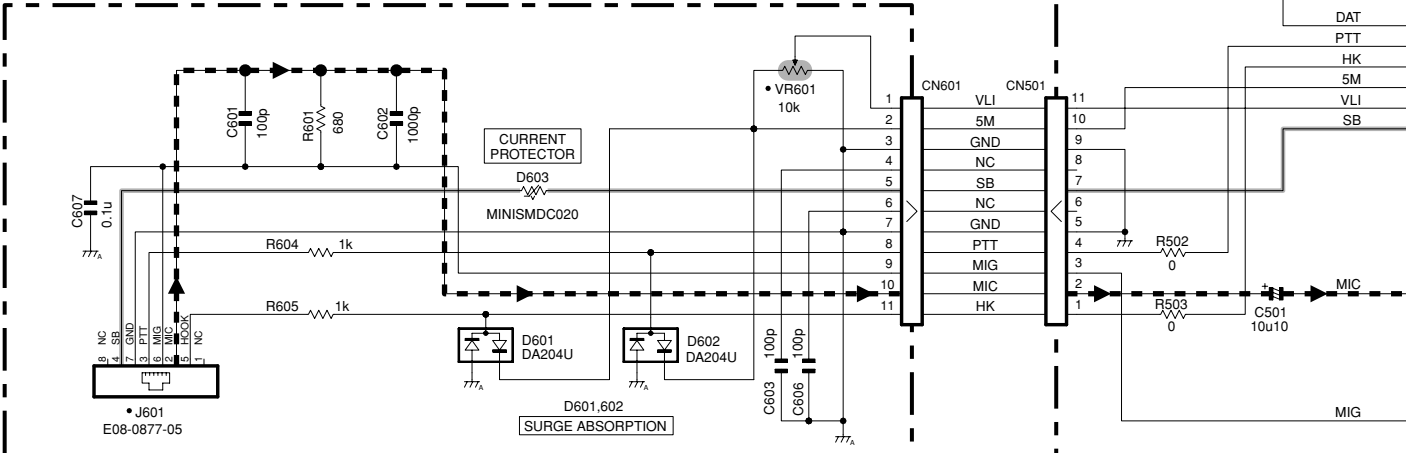 DAT
PTT
HK
5M
VLI
SB
CN601
CN501
VR601
10k
C601
100p
R601
680
C602
1000p
CURRENT
PROTECTOR
D603
MINISMDC020
C607
0.1u
A
1 VLI 11
2 5M 10
3 GND 9
4 NC 8
5 SB 7
6 NC 6
7 GND 5
8 PTT 4
9 MIG 3
10 MIC 2
11 HK 1
R604 1k
R605 1k
R502
0
R503
0
+
C501
10u10
MIC
MIG
NC
SB
GND
PTT
MIG
MIC
HOOK
NC
8
4
7
3
6
2
5
1
J601
E08-0877-05
D601
DA204U
A
D602
DA204U
A
D601,602
SURGE ABSORPTION
C603
100p
C606
100p
A